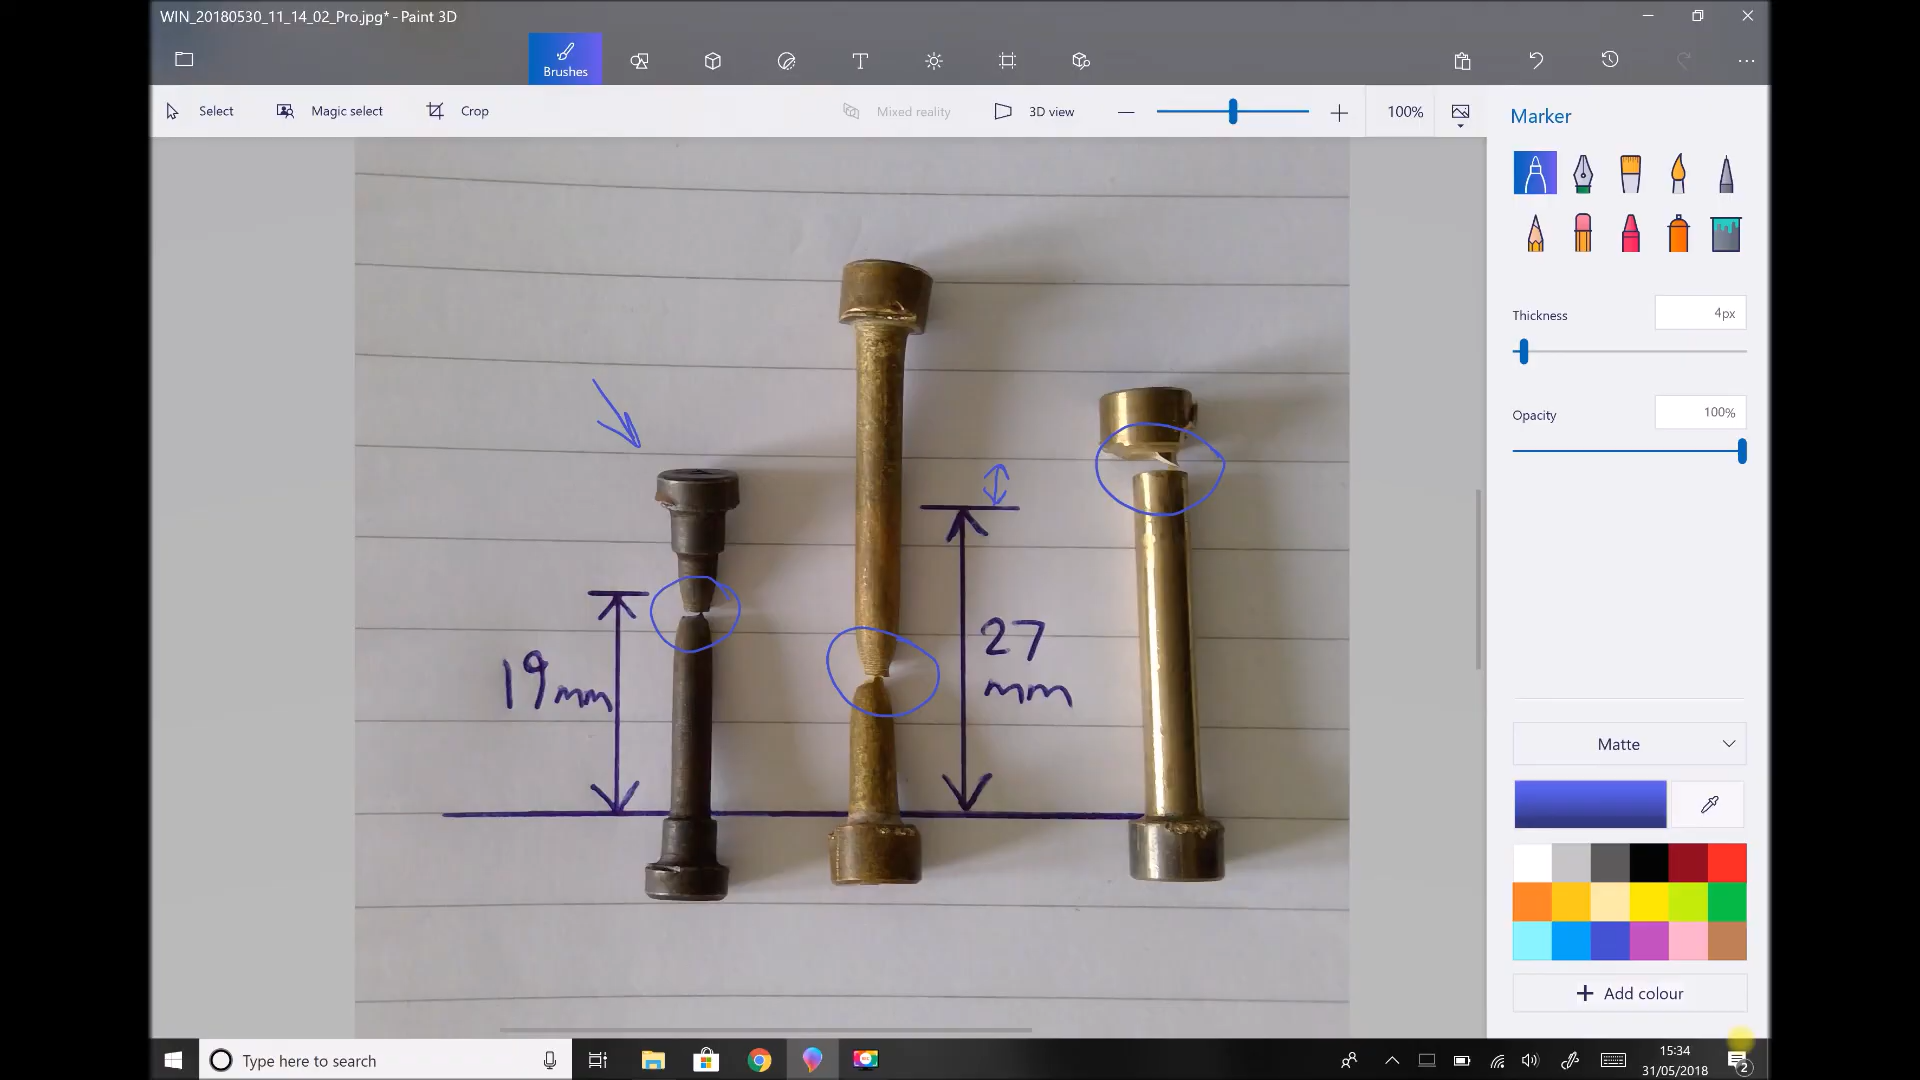 WIN_20180530_11_14_02_Pro.jpg* - Paint 3D
Brushes
Select
Magic select
Crop
Mixed reality
3D view
100%
Marker
Thickness
4px
Opacity
100%
19mm
27
mm
Matte
Add colour
Type here to search
15:34
31/05/2018
2